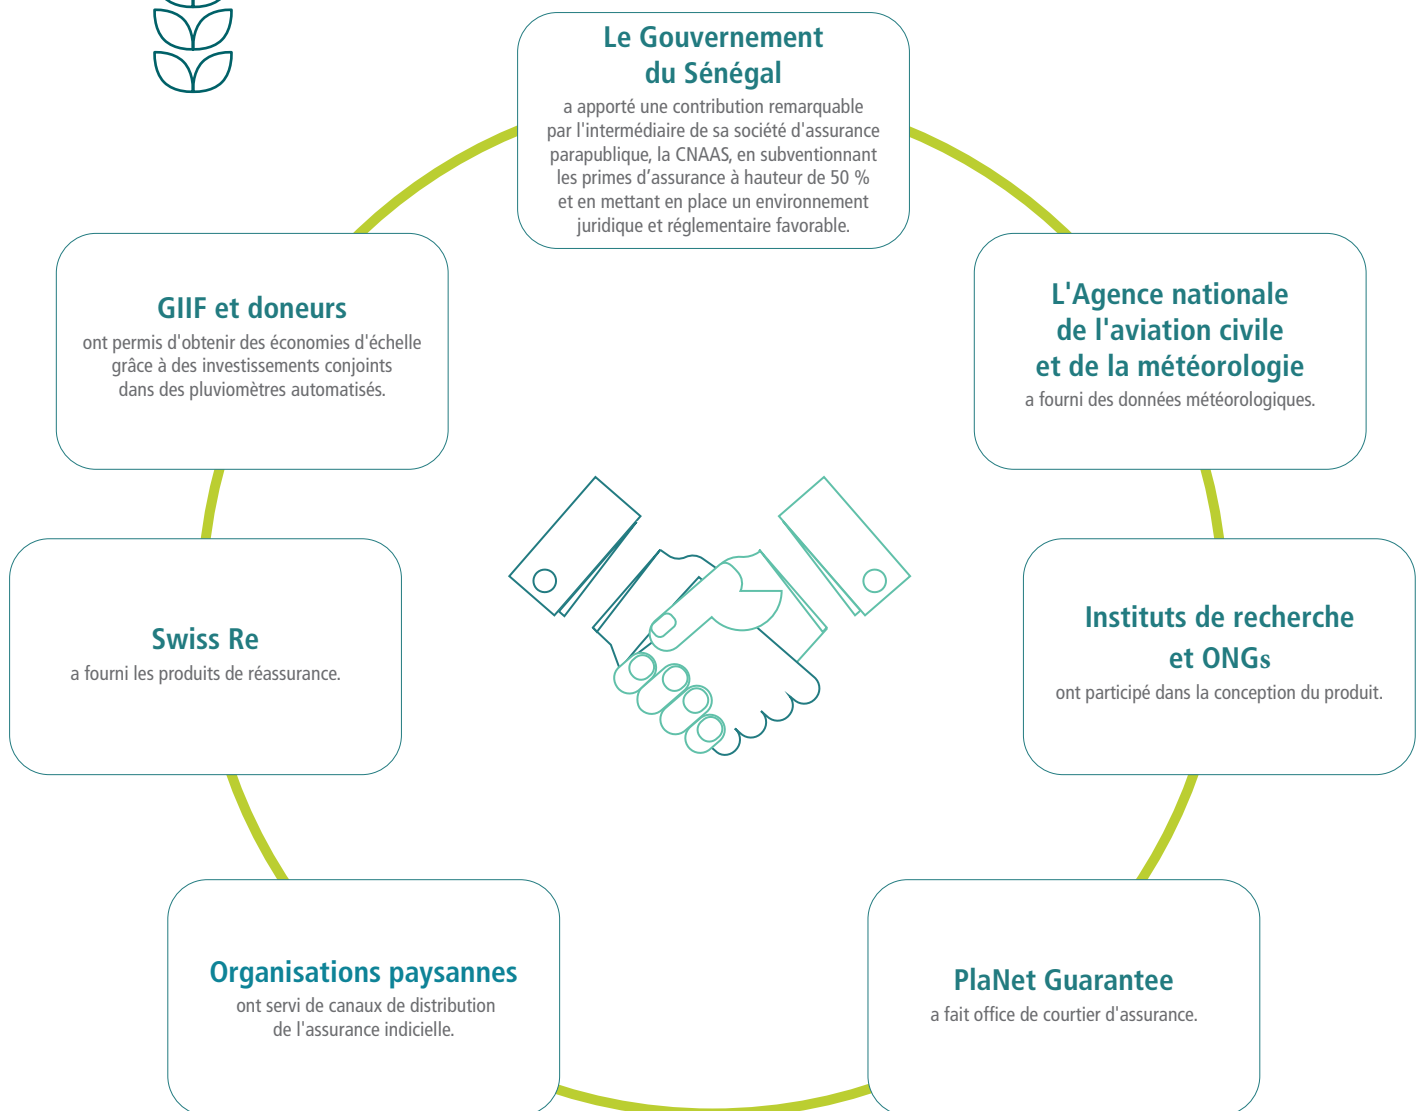 Le Gouvernement
du Sénégal
a apporté une contribution remarquable
par l'intermédiaire de sa société d'assurance
parapublique, la CNAAS, en subventionnant
les primes d’assurance à hauteur de 50 %
et en mettant en place un environnement
juridique et réglementaire favorable.
GIIF et doneurs
ont permis d'obtenir des économies d'échelle
grâce à des investissements conjoints
dans des pluviomètres automatisés.
L'Agence nationale
de l'aviation civile
et de la météorologie
a fourni des données météorologiques.
Swiss Re
a fourni les produits de réassurance.
Instituts de recherche
et ONGs
ont participé dans la conception du produit.
Organisations paysannes
ont servi de canaux de distribution
de l'assurance indicielle.
PlaNet Guarantee
a fait office de courtier d'assurance.